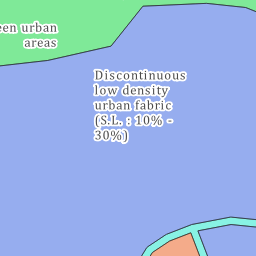 een urban
areas
Discontinuous
low density
urban fabric
(S.L. : 10% -
30%)